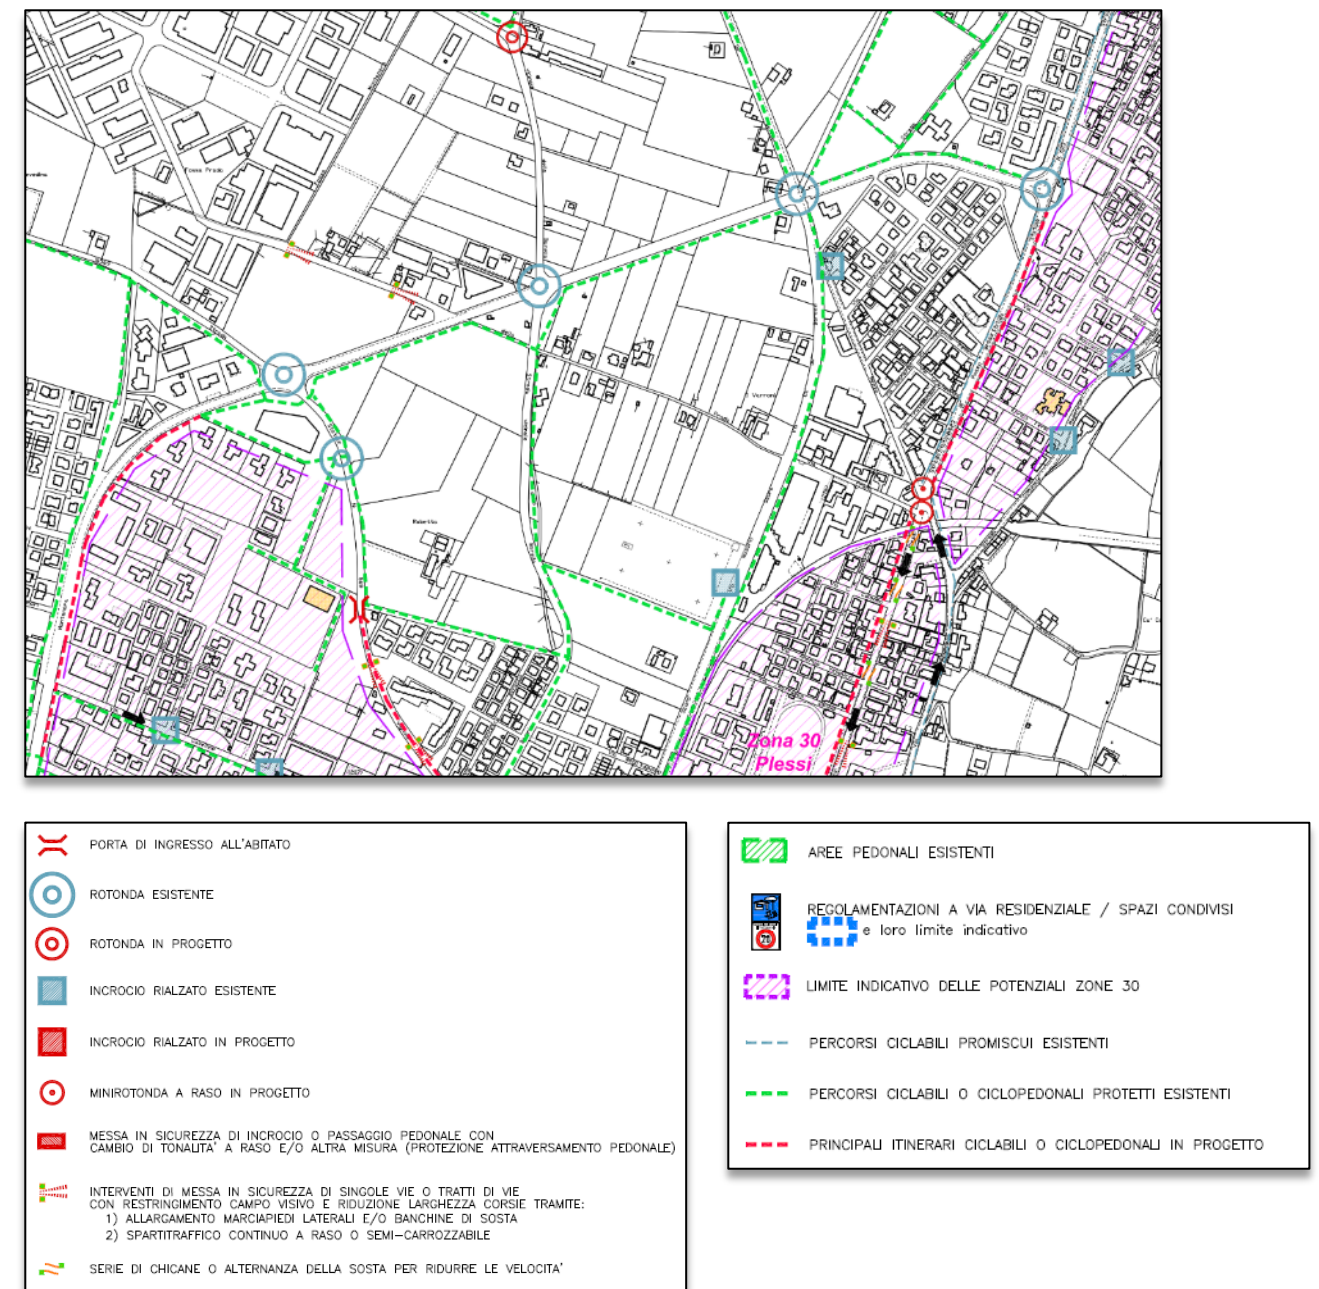 Fossa Prado
Zona 30
Plessi
PORTA DI INGRESSO ALL'ABITATO
ROTONDA ESISTENTE
ROTONDA IN PROGETTO
INCROCIO RIALZATO ESISTENTE
INCROCIO RIALZATO IN PROGETTO
MINIROTONDA A RASO IN PROGETTO
MESSA IN SICUREZZA DI INCROCIO O PASSAGGIO PEDONALE CON
CAMBIO DI TONALITA' A RASO E/O ALTRA MISURA (PROTEZIONE ATTRAVERSAMENTO PEDONALE)
INTERVENTI DI MESSA IN SICUREZZA DI SINGOLE VIE O TRATTI DI VIE
CON RESTRINGIMENTO CAMPO VISIVO E RIDUZIONE LARGHEZZA CORSIE TRAMITE:
1) ALLARGAMENTO MARCIAPIEDI LATERALI E/O BANCHINE DI SOSTA
2) SPARTITRAFFICO CONTINUO A RASO O SEMI-CARROZZABILE
SERIE DI CHICANE O ALTERNANZA DELLA SOSTA PER RIDURRE LE VELOCITA'
AREE PEDONALI ESISTENTI
REGOLAMENTAZIONI A VIA RESIDENZIALE / SPAZI CONDIVISI
e loro limite indicativo
LIMITE INDICATIVO DELLE POTENZIALI ZONE 30
PERCORSI CICLABILI PROMISCUI ESISTENTI
PERCORSI CICLABILI O CICLOPEDONALI PROTETTI ESISTENTI
PRINCIPALI ITINERARI CICLABILI O CICLOPEDONALI IN PROGETTO